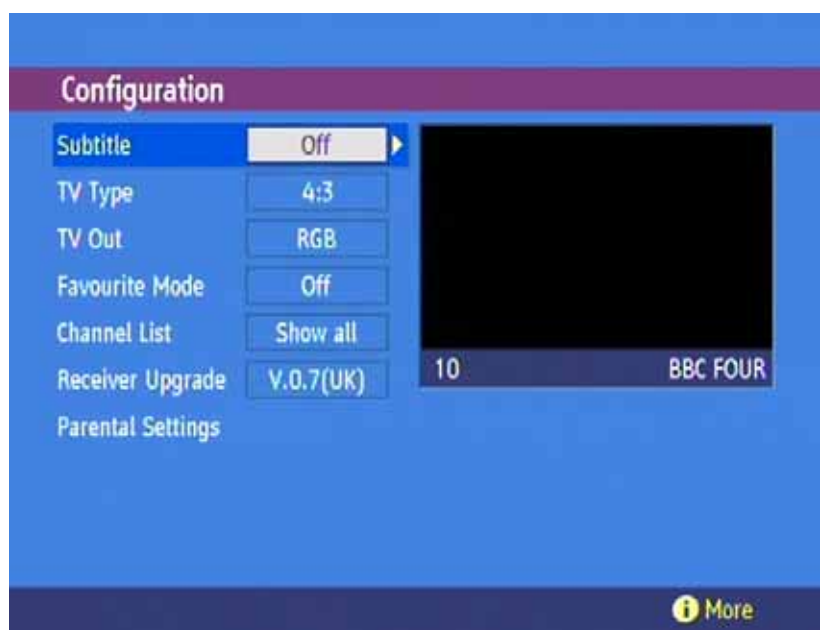 Configuration
Subtitle Off
TV Type 4:3
TV Out RGB
Favourite Mode Off
Channel List Show all
Receiver Upgrade V.0.7(UK)
Parental Settings
10 BBC FOUR
i More